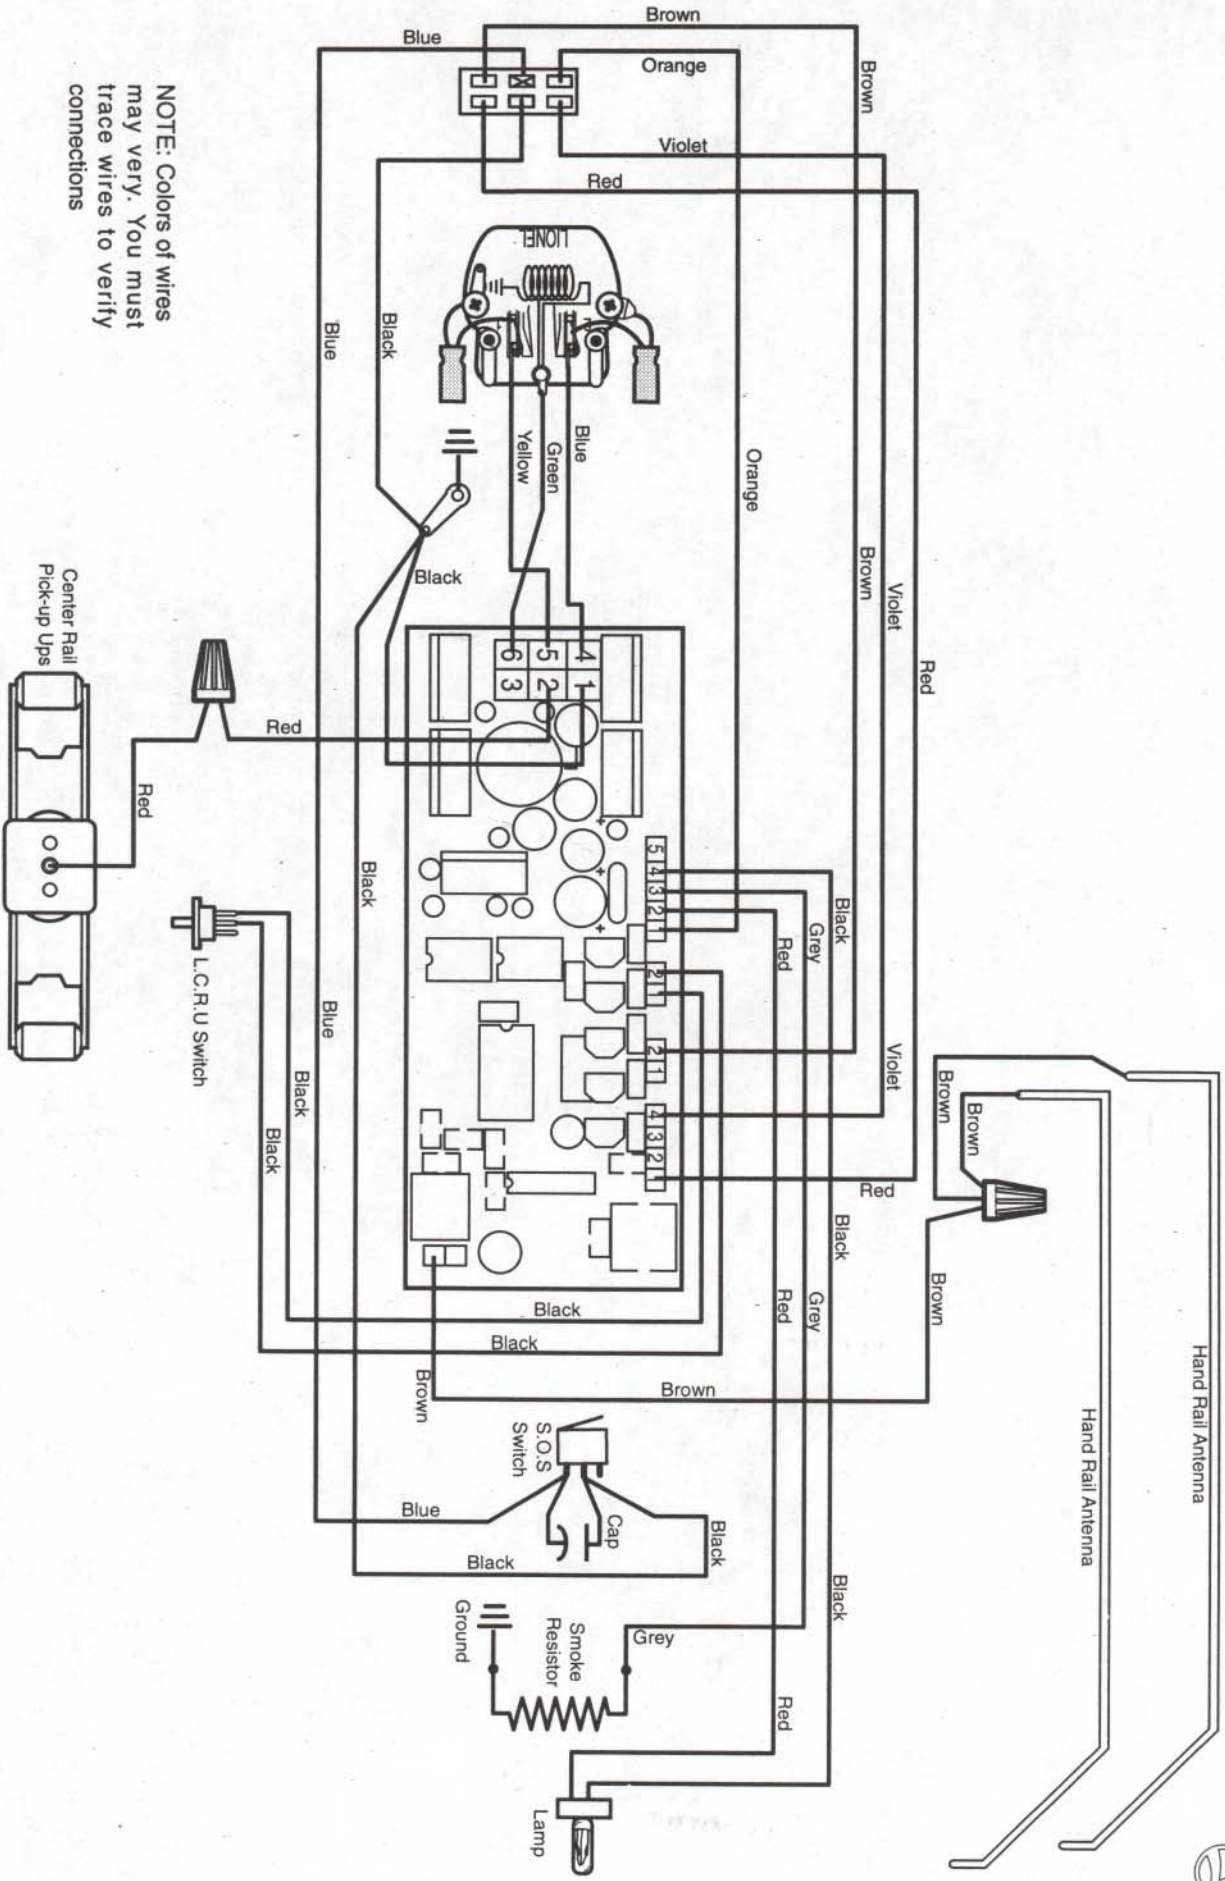 Brown
Blue
Orange
Brown
Violet
Red
NOTE: Colors of wires
may very. You must
trace wires to verify
connections
LIONEL
Blue
Black
Blue
Green
Yellow
Orange
Black
Brown
Violet
Red
Center Rail
Pick-up Ups
Red
Red
4 1
5 2
6 3
5 4 3 2 1
2 1
2 1
4 3 2 1
Black
Grey
Red
Black
Blue
L.C.R.U Switch
Black
Black
Violet
Brown
Brown
Red
Brown
Black
Grey
Red
Black
Black
Brown
Brown
Hand Rail Antenna
Hand Rail Antenna
S.O.S
Switch
Cap
Blue
Black
Black
Black
Ground
Smoke
Resistor
Grey
Red
Lamp